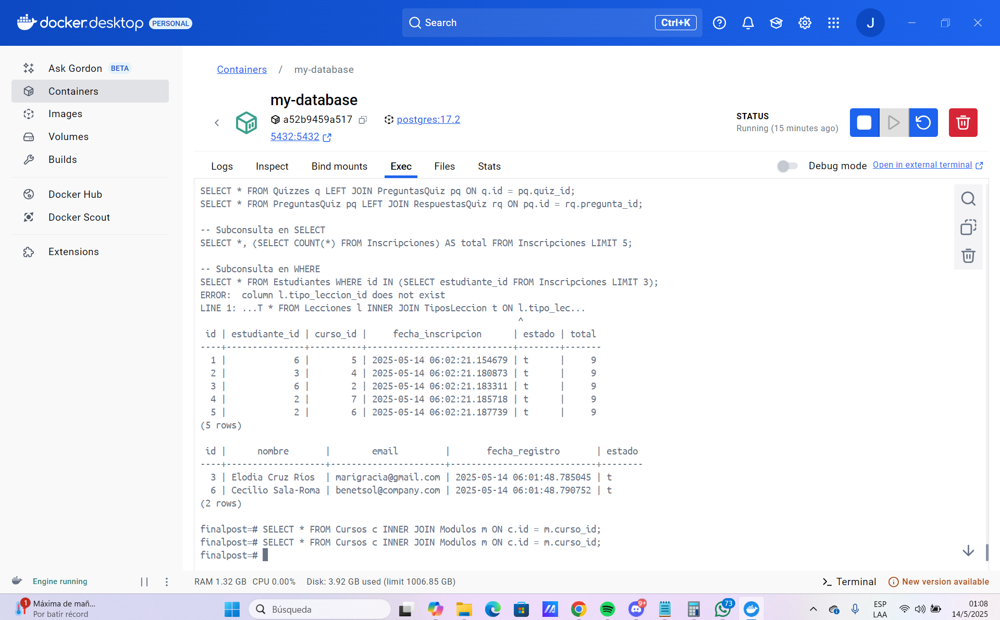 docker.desktop PERSONAL
Search
Ctrl+K
J
Ask Gordon BETA
Containers
Images
Volumes
Builds
Docker Hub
Docker Scout
Extensions
Containers / my-database
my-database
a52b9459a517 postgres:17.2
5432:5432
STATUS
Running (15 minutes ago)
Logs Inspect Bind mounts Exec Files Stats
Debug mode Open in external terminal
SELECT * FROM Quizzes q LEFT JOIN PreguntasQuiz pq ON q.id = pq.quiz_id;
SELECT * FROM PreguntasQuiz pq LEFT JOIN RespuestasQuiz rq ON pq.id = rq.pregunta_id;
-- Subconsulta en SELECT
SELECT *, (SELECT COUNT(*) FROM Inscripciones) AS total FROM Inscripciones LIMIT 5;
-- Subconsulta en WHERE
SELECT * FROM Estudiantes WHERE id IN (SELECT estudiante_id FROM Inscripciones LIMIT 3);
ERROR:  column l.tipo_leccion_id does not exist
LINE 1: ...T * FROM Lecciones l INNER JOIN TiposLeccion t ON l.tipo_lec...
                                                             ^
 id | estudiante_id | curso_id |     fecha_inscripcion      | estado | total
----+---------------+----------+----------------------------+--------+-------
  1 |             6 |        5 | 2025-05-14 06:02:21.154679 | t      |     9
  2 |             3 |        4 | 2025-05-14 06:02:21.180873 | t      |     9
  3 |             6 |        2 | 2025-05-14 06:02:21.183311 | t      |     9
  4 |             2 |        7 | 2025-05-14 06:02:21.185718 | t      |     9
  5 |             2 |        6 | 2025-05-14 06:02:21.187739 | t      |     9
(5 rows)
 id |      nombre       |        email         |       fecha_registro       | estado
----+-------------------+----------------------+----------------------------+--------
  3 | Elodia Cruz Ríos  | marigracia@gmail.com | 2025-05-14 06:01:48.785045 | t
  6 | Cecilio Sala-Roma | benetsol@company.com | 2025-05-14 06:01:48.790752 | t
(2 rows)
finalpost=# SELECT * FROM Cursos c INNER JOIN Modulos m ON c.id = m.curso_id;
finalpost=# SELECT * FROM Cursos c INNER JOIN Modulos m ON c.id = m.curso_id;
finalpost=#
Engine running
RAM 1.32 GB CPU 0.00% Disk: 3.92 GB used (limit 1006.85 GB)
>_ Terminal
New version available
1
Máxima de mañ...
Por batir récord
Búsqueda
9+
73
ESP
LAA
01:08
14/5/2025